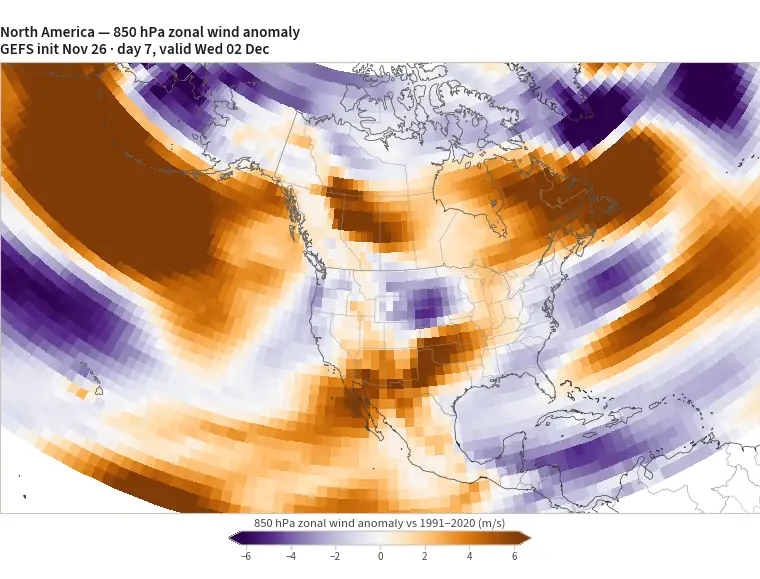 North America — 850 hPa zonal wind anomaly
GEFS init Nov 26 · day 7, valid Wed 02 Dec
850 hPa zonal wind anomaly vs 1991–2020 (m/s)
−6 −4 −2 0 2 4 6